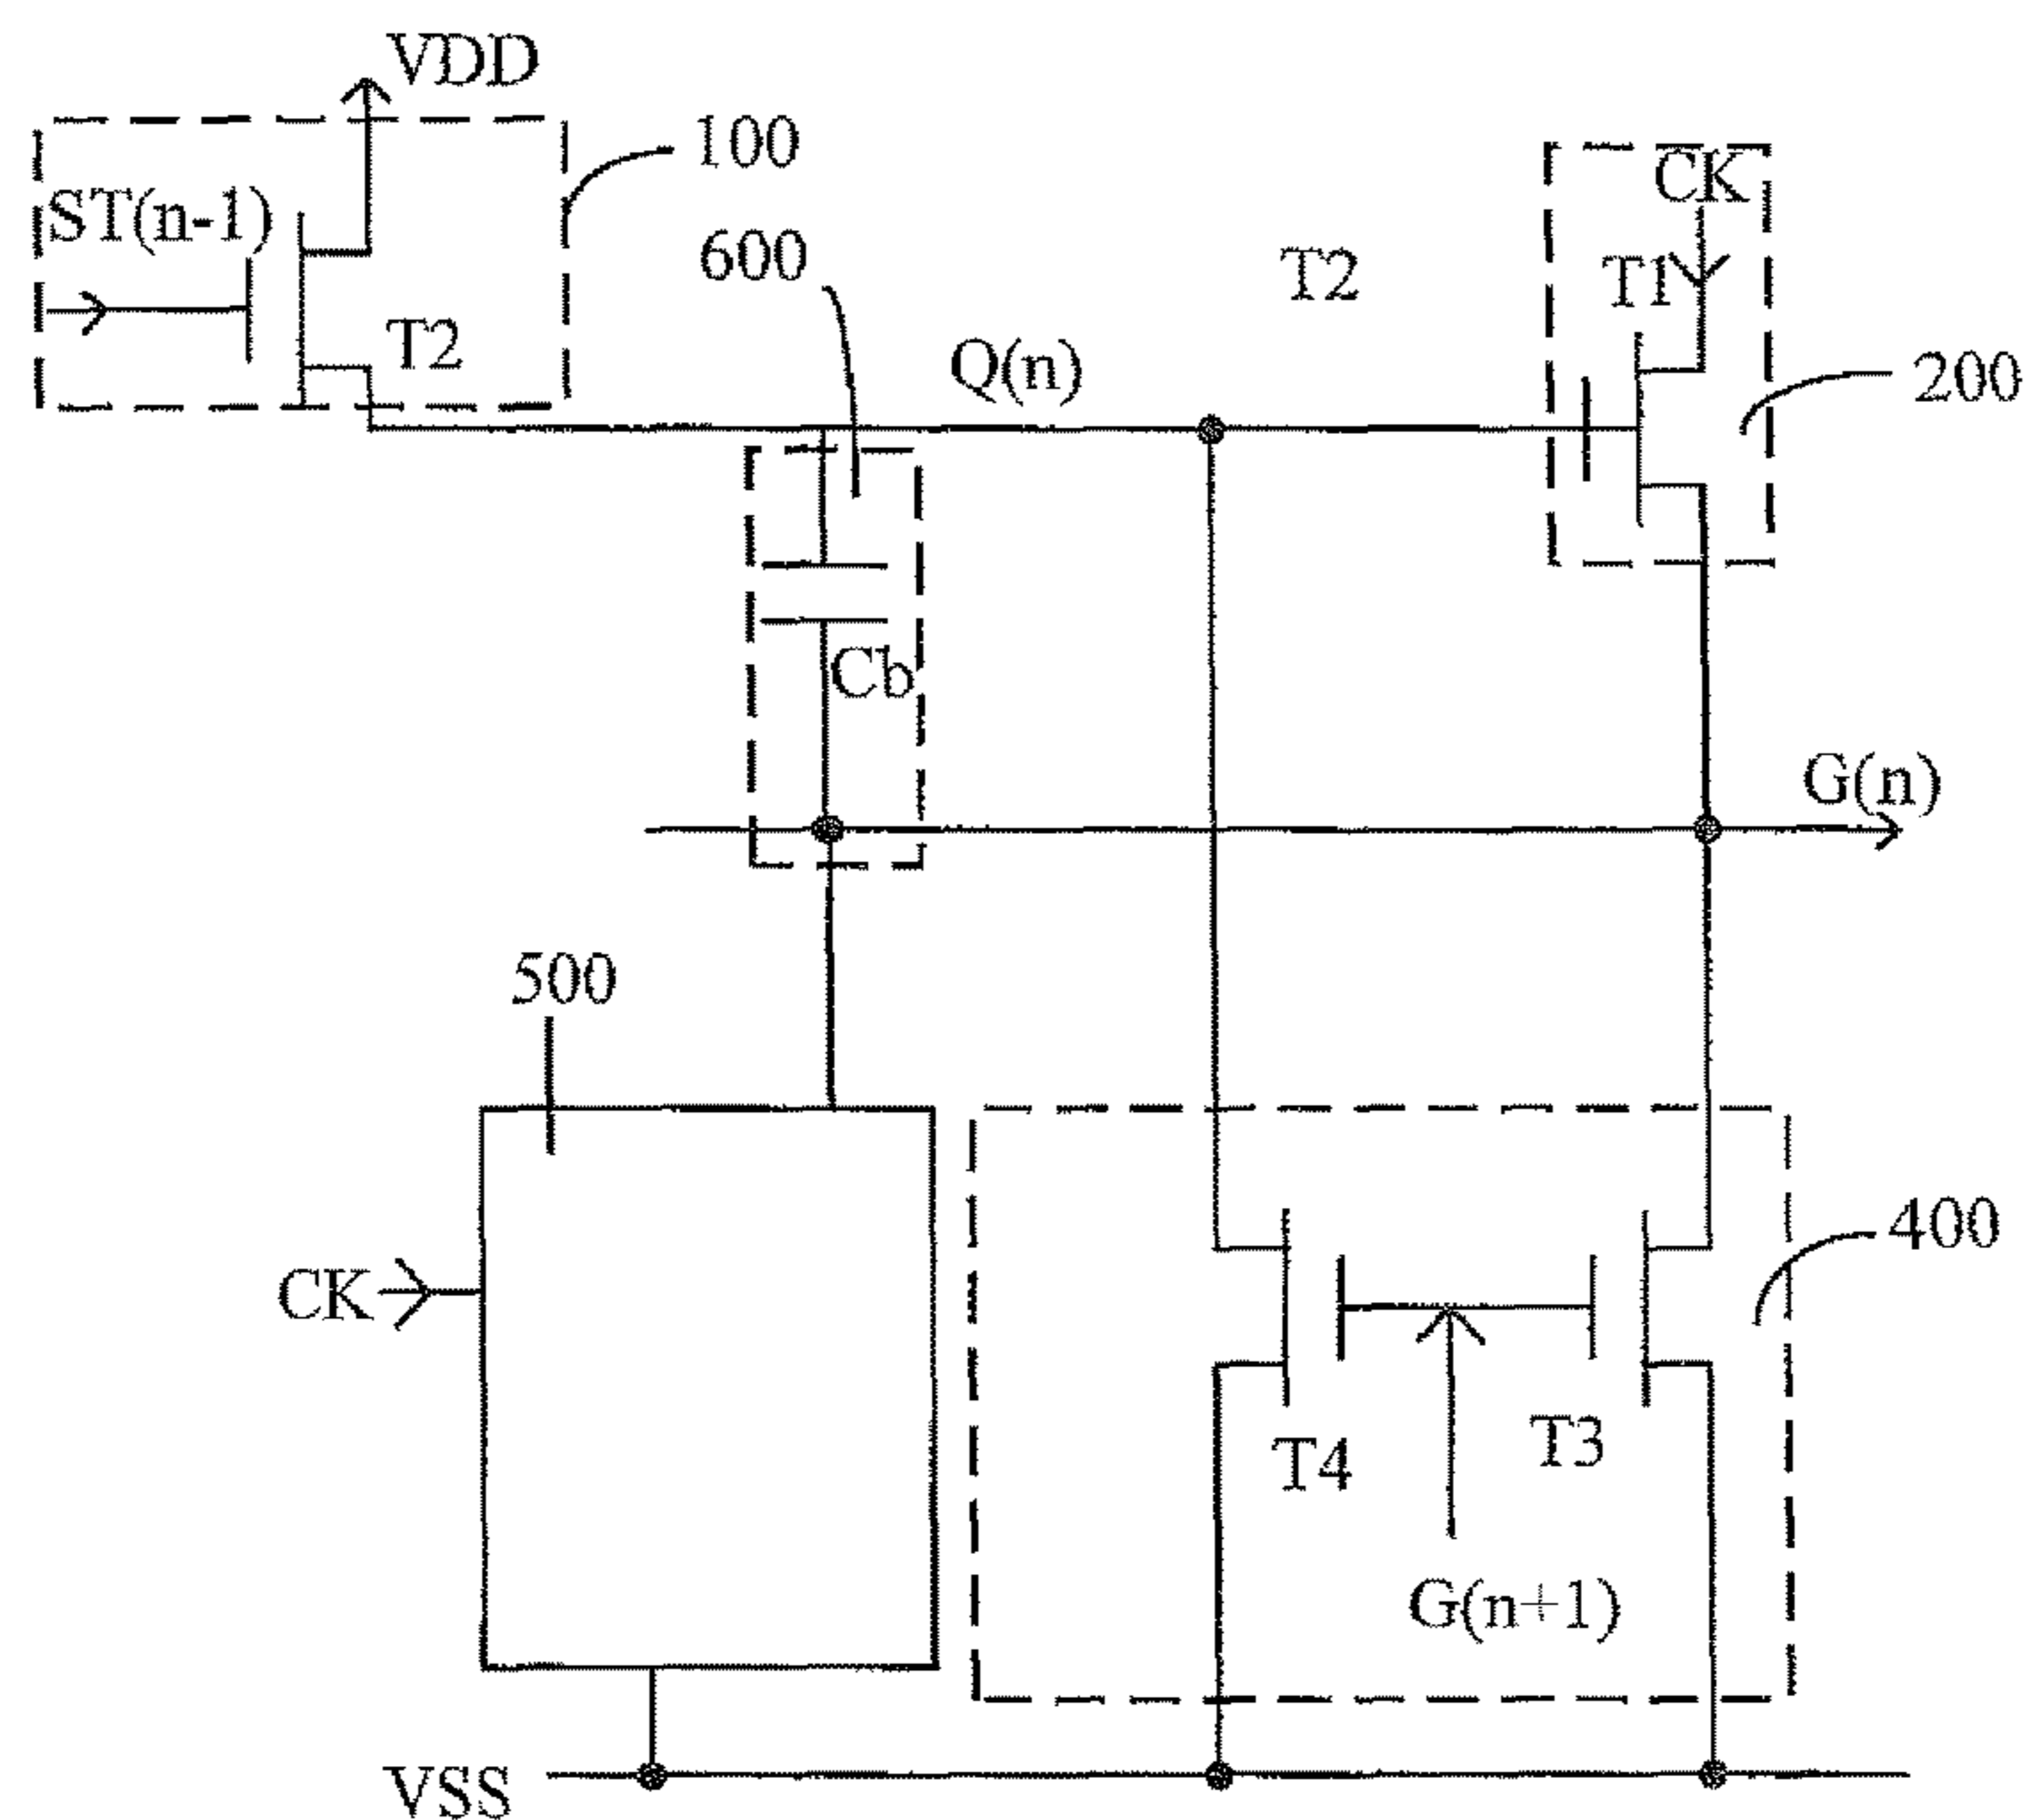 VDD
100
CK
ST(n-1)
600
T2
T1
T2
Q(n)
200
Cb
G(n)
500
400
CK
T4
T3
G(n+1)
VSS